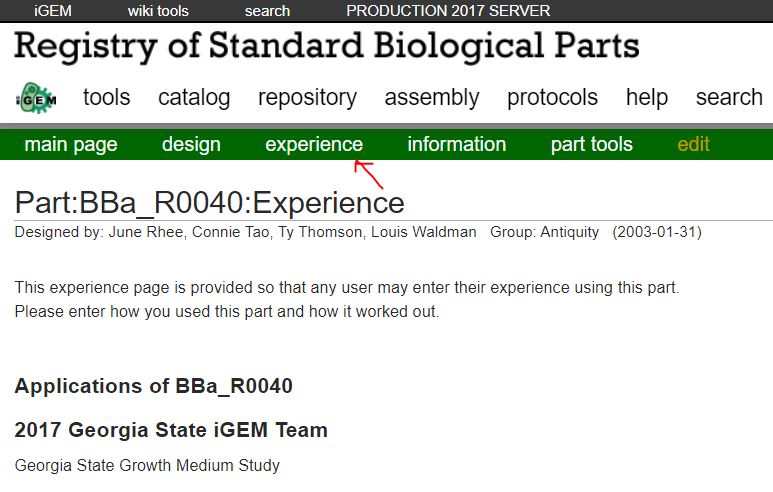 iGEM wiki tools search PRODUCTION 2017 SERVER
Registry of Standard Biological Parts
iGEM tools catalog repository assembly protocols help search
main page design experience information part tools edit
Part:BBa_R0040:Experience
Designed by: June Rhee, Connie Tao, Ty Thomson, Louis Waldman Group: Antiquity (2003-01-31)
This experience page is provided so that any user may enter their experience using this part.
Please enter how you used this part and how it worked out.
Applications of BBa_R0040
2017 Georgia State iGEM Team
Georgia State Growth Medium Study